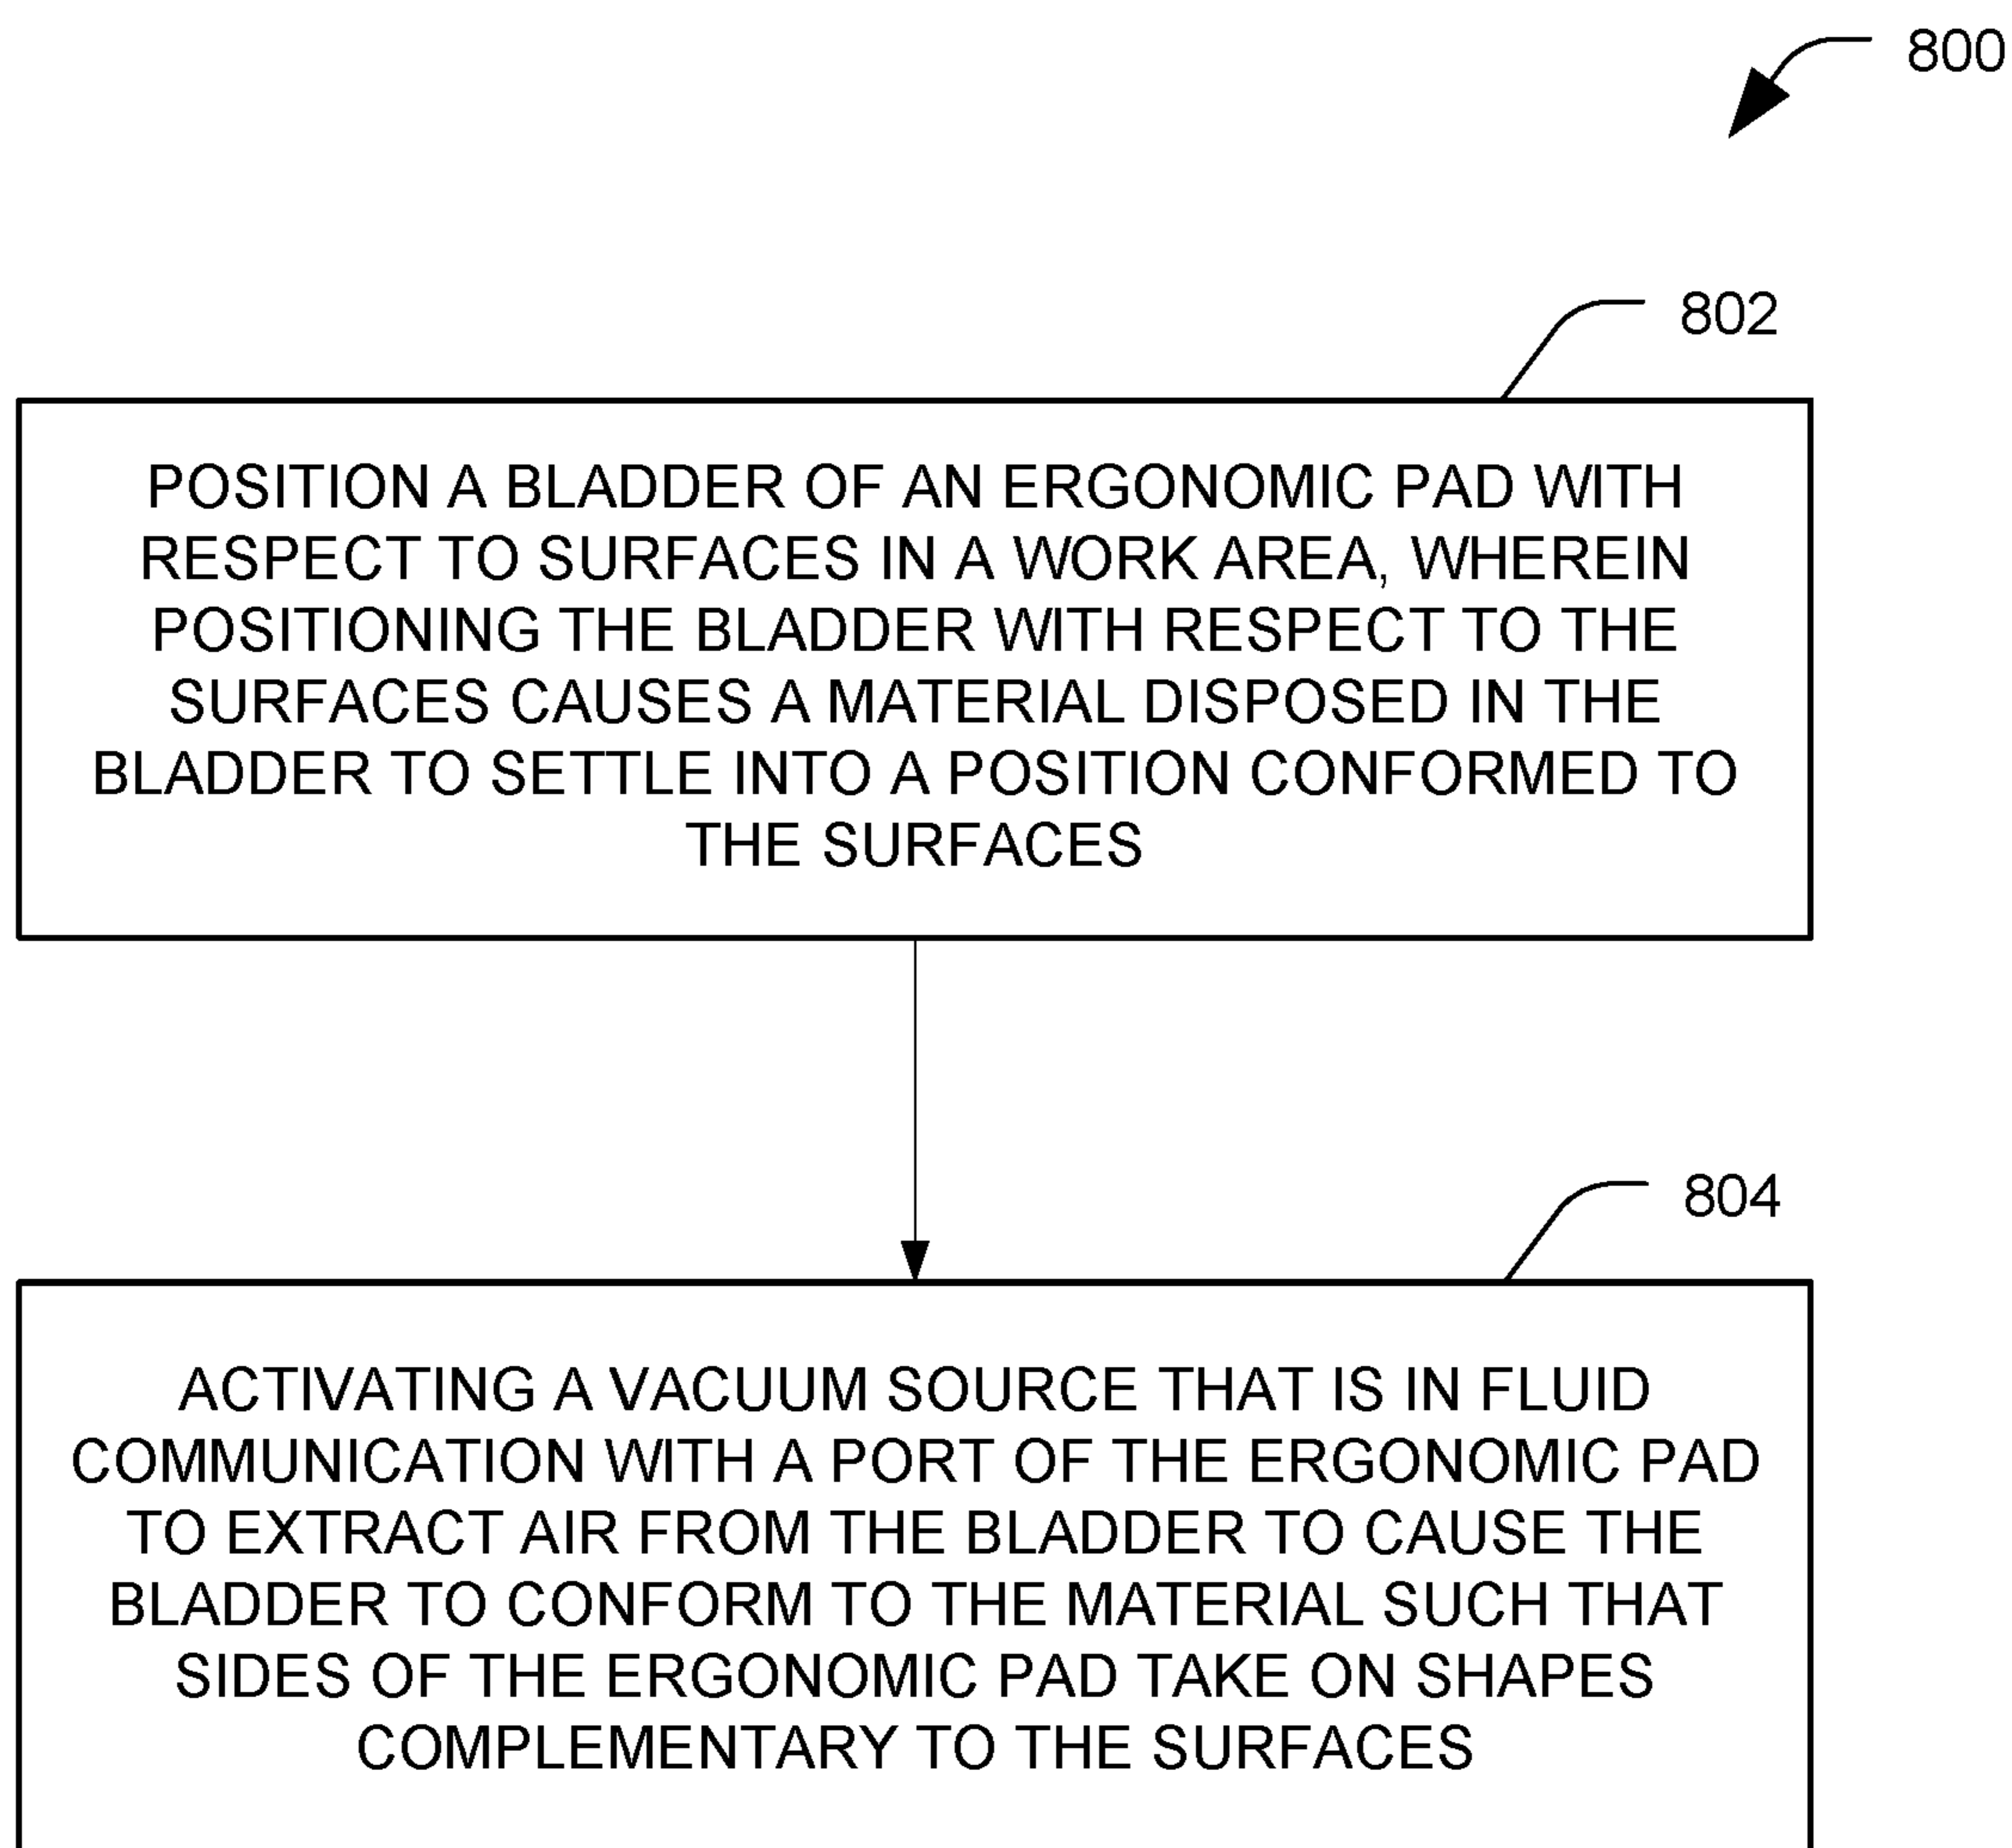 800
802
POSITION A BLADDER OF AN ERGONOMIC PAD WITH
RESPECT TO SURFACES IN A WORK AREA, WHEREIN
POSITIONING THE BLADDER WITH RESPECT TO THE
SURFACES CAUSES A MATERIAL DISPOSED IN THE
BLADDER TO SETTLE INTO A POSITION CONFORMED TO
THE SURFACES
804
ACTIVATING A VACUUM SOURCE THAT IS IN FLUID
COMMUNICATION WITH A PORT OF THE ERGONOMIC PAD
TO EXTRACT AIR FROM THE BLADDER TO CAUSE THE
BLADDER TO CONFORM TO THE MATERIAL SUCH THAT
SIDES OF THE ERGONOMIC PAD TAKE ON SHAPES
COMPLEMENTARY TO THE SURFACES